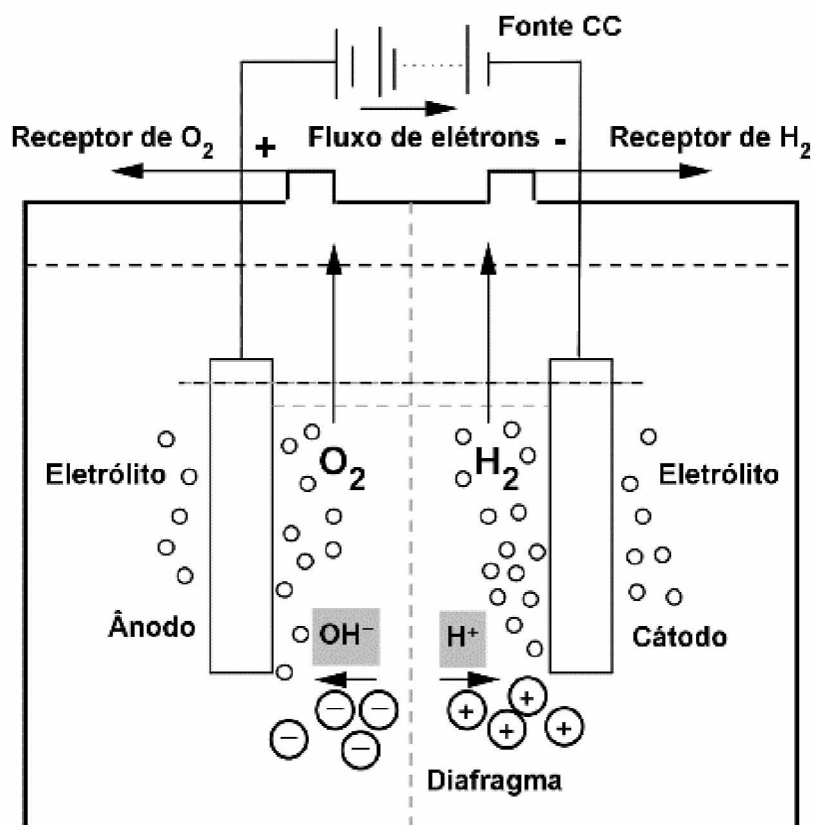 Fonte CC
Receptor de O₂
+
Fluxo de elétrons
-
Receptor de H₂
O₂
H₂
Eletrólito
Eletrólito
Ânodo
OH⁻
H⁺
Cátodo
− − − −
+ + + +
Diafragma